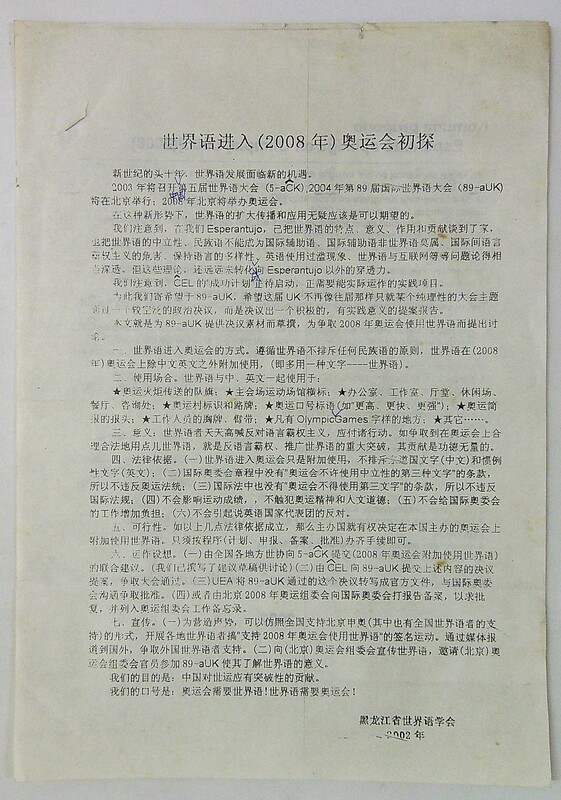 世界语进入(2008年)奥运会初探
新世纪的头十年，世界语发展面临新的机遇。
2003年将召开第五届世界语大会（5-aĈK),2004年第89届国际世界语大会（89-aUK)
将在北京举行；2008年北京将举办奥运会。
在这种新形下，世界语的扩大传播和应用无疑应该是可以期望的。
我们注意到，在我们Esperantujo，已把世界语的特点、意义、作用和贡献谈到了家，
也把世界语的中立性、民族语不能成为国际辅助语、国际辅助语非世界语莫属、国际间语言
霸权主义的危害、保持语言的多样性，英语使用过滥现象、世界语与互联网等等问题论得相
当深透。但这些理论，还远远未转化向Esperantujo以外的穿透力。
我们注意到，ĈEL的"成功计划"正待启动，正需要能实际运作的实践项目。
为此我们寄希望于89-aUK，希望这届UK不再像往届那样只就某个纯理性的大会主题
通过一个较空泛的政治决议，而是决议出一个积极的，有实践意义的提案报告。
本文就是为89-aUK提供决议素材而草撰，为争取2008年奥运使用世界语而提出讨
论。
一、世界语进入奥运会的方式。遵循世界语不排斥任何民族语的原则，世界语在(2008
年)奥运会上除中文英文之外附加使用，（即多用一种文字----世界语)。
二、使用场合。世界语与中、英文一起使用于：
★奥运火炬传送的队旗；★主会场运动场馆横标；★办公室、工作室、厅堂、休闲场、
餐厅、咨询处；★奥运村标识和路牌；★奥运口号标语(如"更高、更快、更强")；★奥运简
报的报头；★工作人员的胸牌、臂带；★凡有OlympicGames字样的地方；★其它……。
三、意义：世界语者天天高喊反对语言霸权主义，应付诸行动。如争取到在奥运会上合
理合法地用点儿世界语，就是反语言霸权、推广世界语的重大突破，其贡献是功德无量的。
四、法律依据。(一)世界语进入奥运会只是附加使用，不排斥主道国文字(中文)和惯例
性文字(英文)；(二)国际奥委会章程中没有"奥运会不许使用中立性的第三种文字"的条款，
所以不违反奥运法统；(三)国际法中也没有"奥运会不得使用第三文字"的条款，所以不违反
国际法规；(四)不会影响运动成绩，，不触犯奥运精神和人文道德；(五)不会给国际奥委会
的工作增加负担；(六)不会引起说英语国家代表团的反对。
五、可行性。如以上几点法律依据成立，那么主办国就有权决定在本国主办的奥运会上
附加使用世界语。只须按程序(计划、申报、备案、批准)办齐手续即可。
六、运作设想。(一)由全国各地方世协向5-aĈK提交(2008年奥运会附加使用世界语)
的联合建议。(我们已撰写了建议草稿供讨论)(二)由ĈEL向89-aUK提交上述内容的决议
提案，争取大会通过。(三)UEA将89-aUK通过的这个决议转写成官方文件，与国际奥委
会沟通争取批准。(四)或者由北京2008年奥运组委会向国际奥委会打报告备案，以求批
复，并列入奥运组委会工作备忘录。
七、宣传。(一)为营造声势，可以仿照全国支持北京申奥(其中也有全国世界语者的支
持)的形式，开展各地世界语者搞"支持2008年奥运会使用世界语"的签名运动。通过媒体报
道到国外，争取外国世界语者支持。(二)向(北京)奥运会组委会宣传世界语，邀请(北京)奥
运会组委会官员参加89-aUK使其了解世界语的意义。
我们的目的是：中国对世运应有突破性的贡献。
我们的口号是：奥运会需要世界语！世界语需要奥运会！
黑龙江省世界语学会
2002年